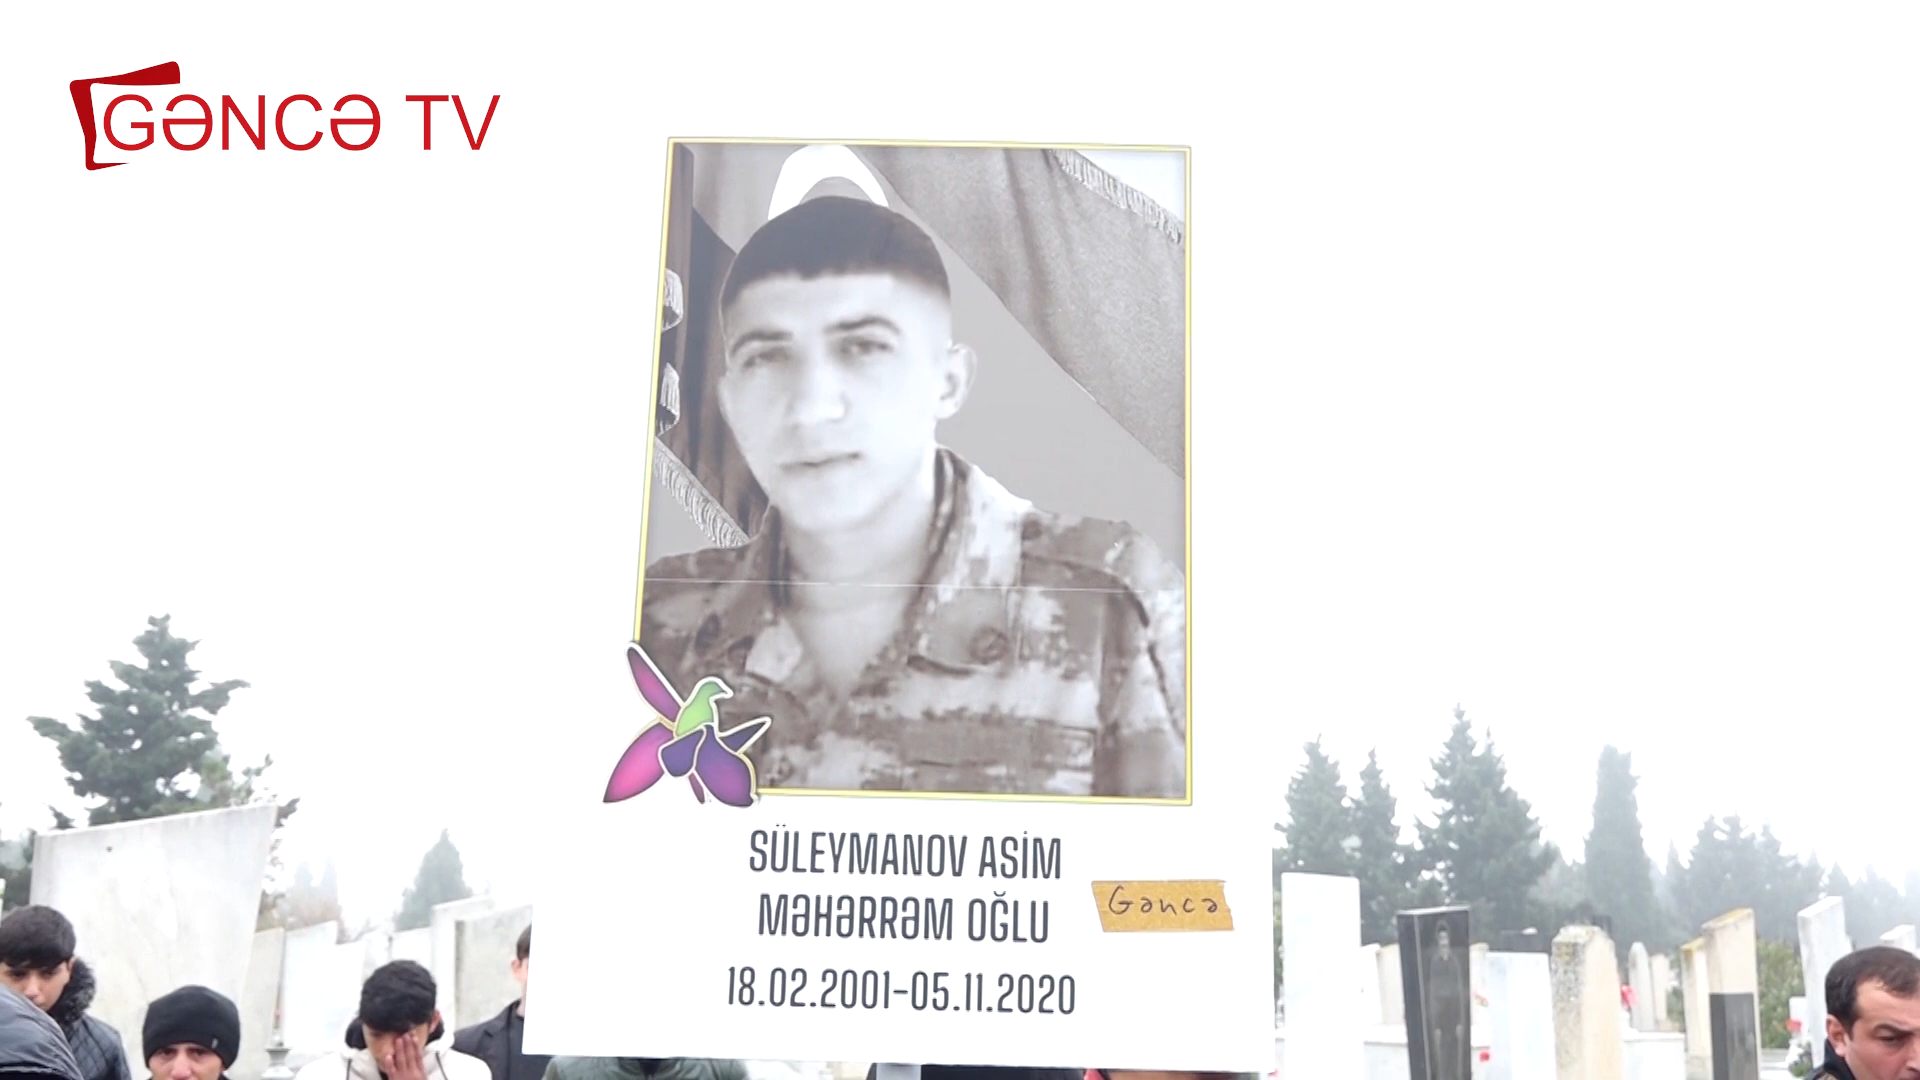 GƏNCƏ TV
SÜLEYMANOV ASİM
MƏHƏRRƏM OĞLU
Gəncə
18.02.2001-05.11.2020